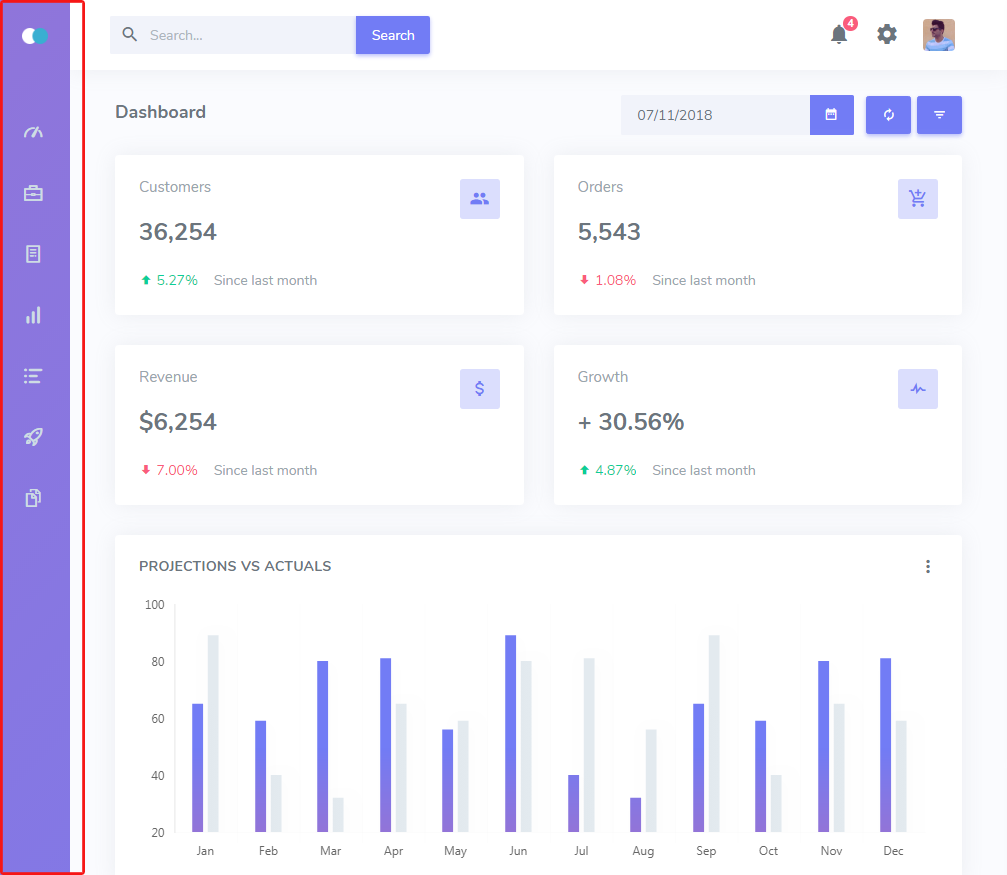 Search...
Search
4
Dashboard
07/11/2018
Customers
36,254
5.27% Since last month
Orders
5,543
1.08% Since last month
Revenue
$6,254
7.00% Since last month
Growth
+ 30.56%
4.87% Since last month
PROJECTIONS VS ACTUALS
100
80
60
40
20
Jan Feb Mar Apr May Jun Jul Aug Sep Oct Nov Dec